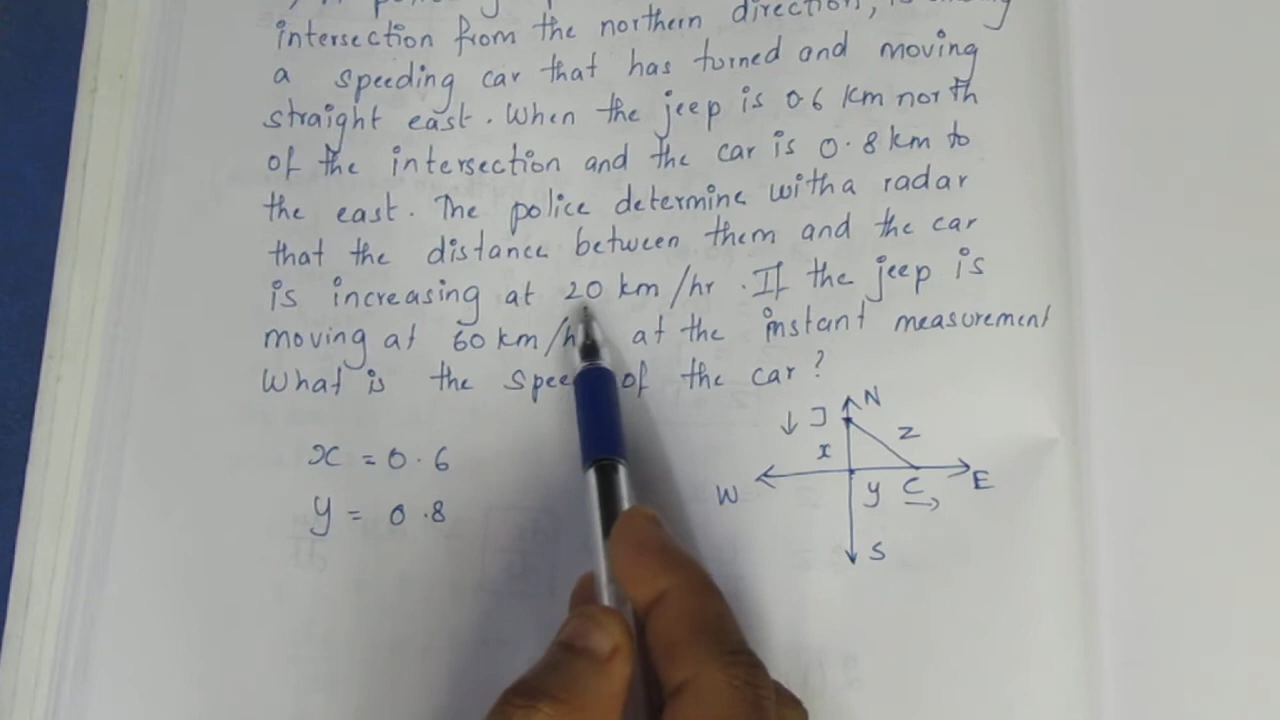 intersection from the northern direction,
a speeding car that has turned and moving
straight east. When the jeep is 0.6 km north
of the intersection and the car is 0.8 km to
the east. The police determine with a radar
that the distance between them and the car
is increasing at 20 km/hr. If the jeep is
moving at 60 km/h at the instant measurement
What is the spee of the car?
N
J
z
x
W
y
C
E
S
x = 0.6
y = 0.8